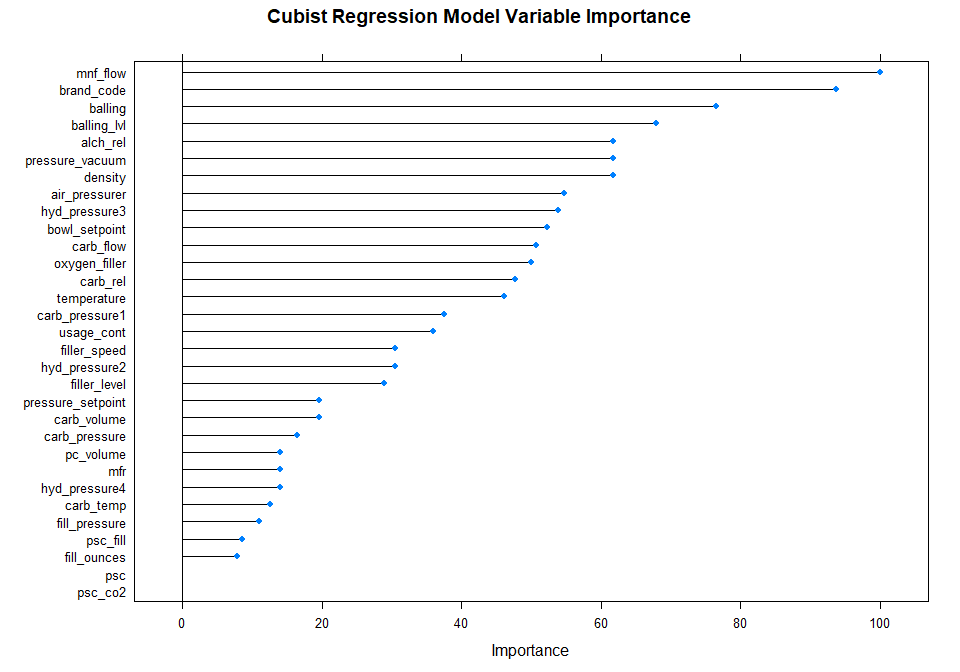 Cubist Regression Model Variable Importance
mnf_flow
brand_code
balling
balling_lvl
alch_rel
pressure_vacuum
density
air_pressurer
hyd_pressure3
bowl_setpoint
carb_flow
oxygen_filler
carb_rel
temperature
carb_pressure1
usage_cont
filler_speed
hyd_pressure2
filler_level
pressure_setpoint
carb_volume
carb_pressure
pc_volume
mfr
hyd_pressure4
carb_temp
fill_pressure
psc_fill
fill_ounces
psc
psc_co2
0 20 40 60 80 100
Importance